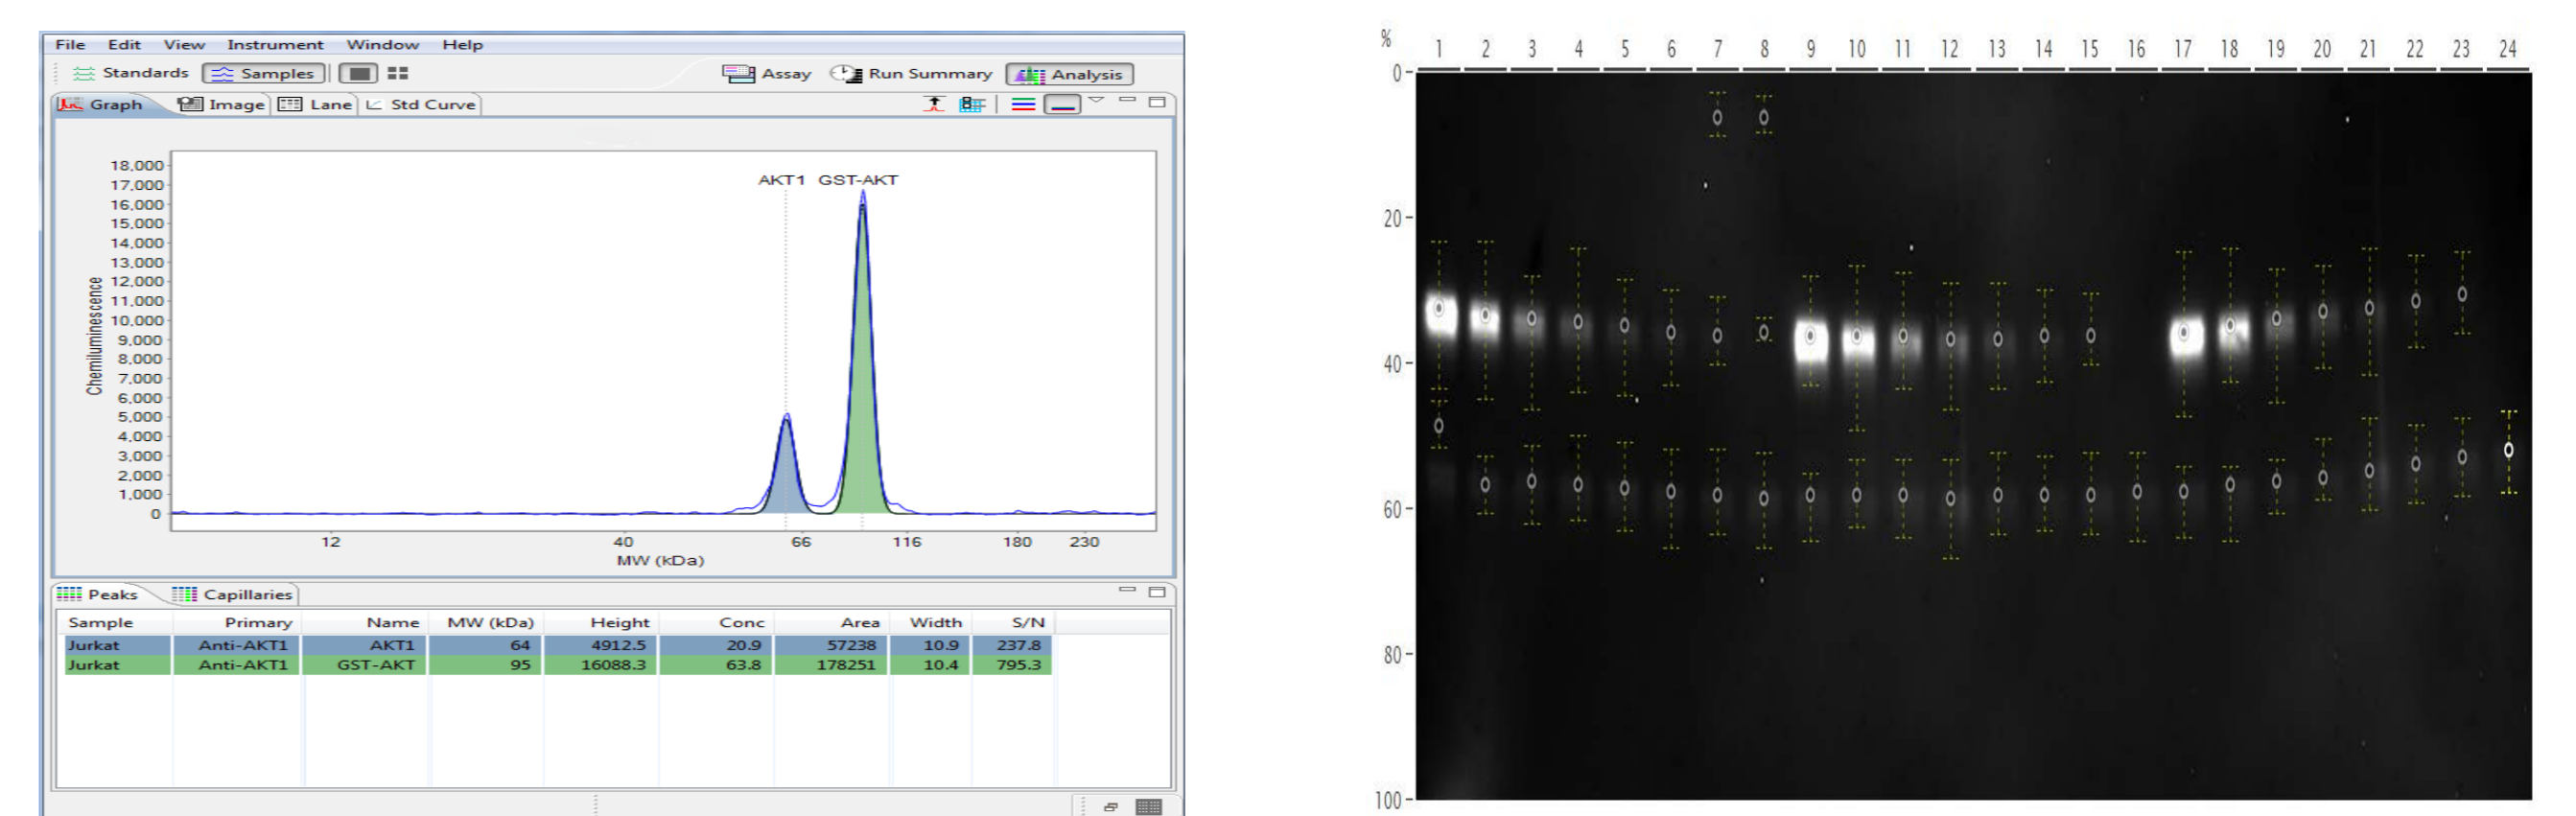 File Edit View Instrument Window Help
Standards Samples Assay Run Summary Analysis
Graph Image Lane Std Curve
AKT1 GST-AKT
18,000
17,000
16,000
15,000
14,000
13,000
12,000
11,000
10,000
9,000
8,000
7,000
6,000
5,000
4,000
3,000
2,000
1,000
0
Chemiluminescence
12 40 66 116 180 230
MW (kDa)
Peaks Capillaries
Sample Primary Name MW (kDa) Height Conc Area Width S/N
Jurkat Anti-AKT1 AKT1 64 4912.5 20.9 57238 10.9 237.8
Jurkat Anti-AKT1 GST-AKT 95 16088.3 63.8 178251 10.4 795.3
% 1 2 3 4 5 6 7 8 9 10 11 12 13 14 15 16 17 18 19 20 21 22 23 24
0
20
40
60
80
100